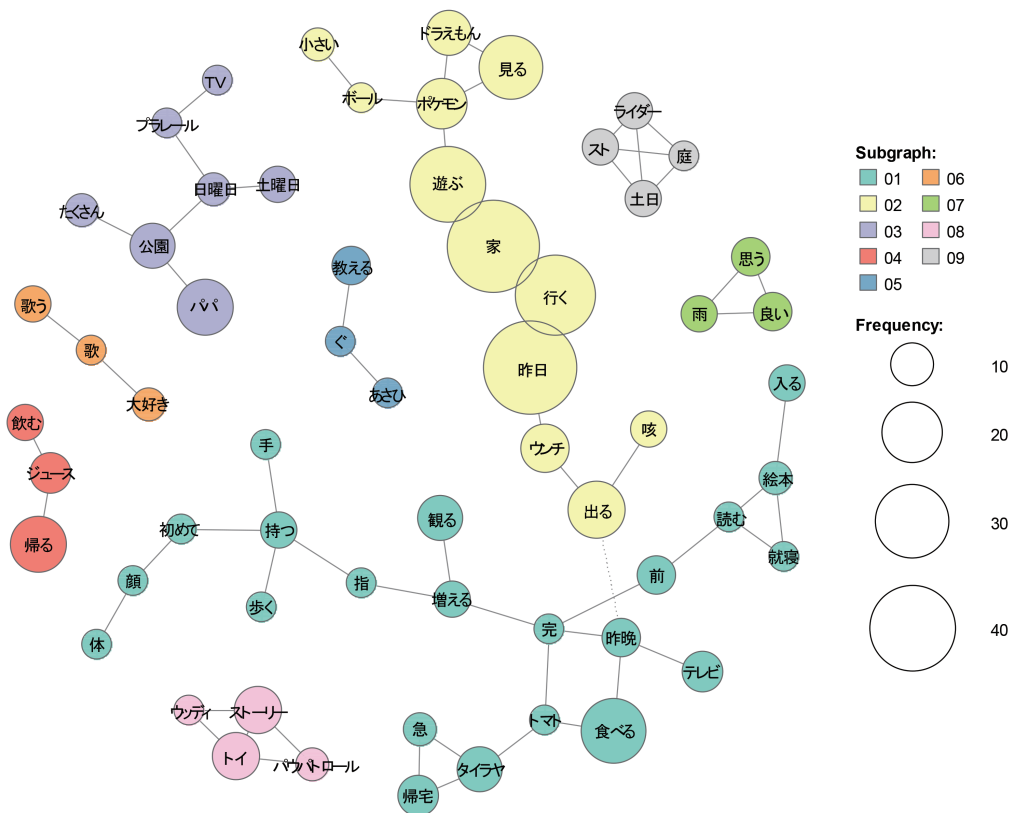 ドラえもん
小さい
見る
TV
ボール
ポケモン
ライダー
プラレール
スト
庭
Subgraph:
01
06
遊ぶ
日曜日
土曜日
02
07
土日
たくさん
03
08
公園
家
04
09
思う
教える
05
歌う
パパ
行く
雨
良い
Frequency:
ぐ
歌
10
昨日
入る
あさひ
大好き
飲む
咳
20
手
ウンチ
ジュース
絵本
出る
観る
読む
30
初めて
持つ
帰る
就寝
顔
指
前
増える
歩く
完
昨晩
40
体
テレビ
ウッディ
ストーリー
トマト
食べる
急
トイ
パウパトロール
タイラヤ
帰宅